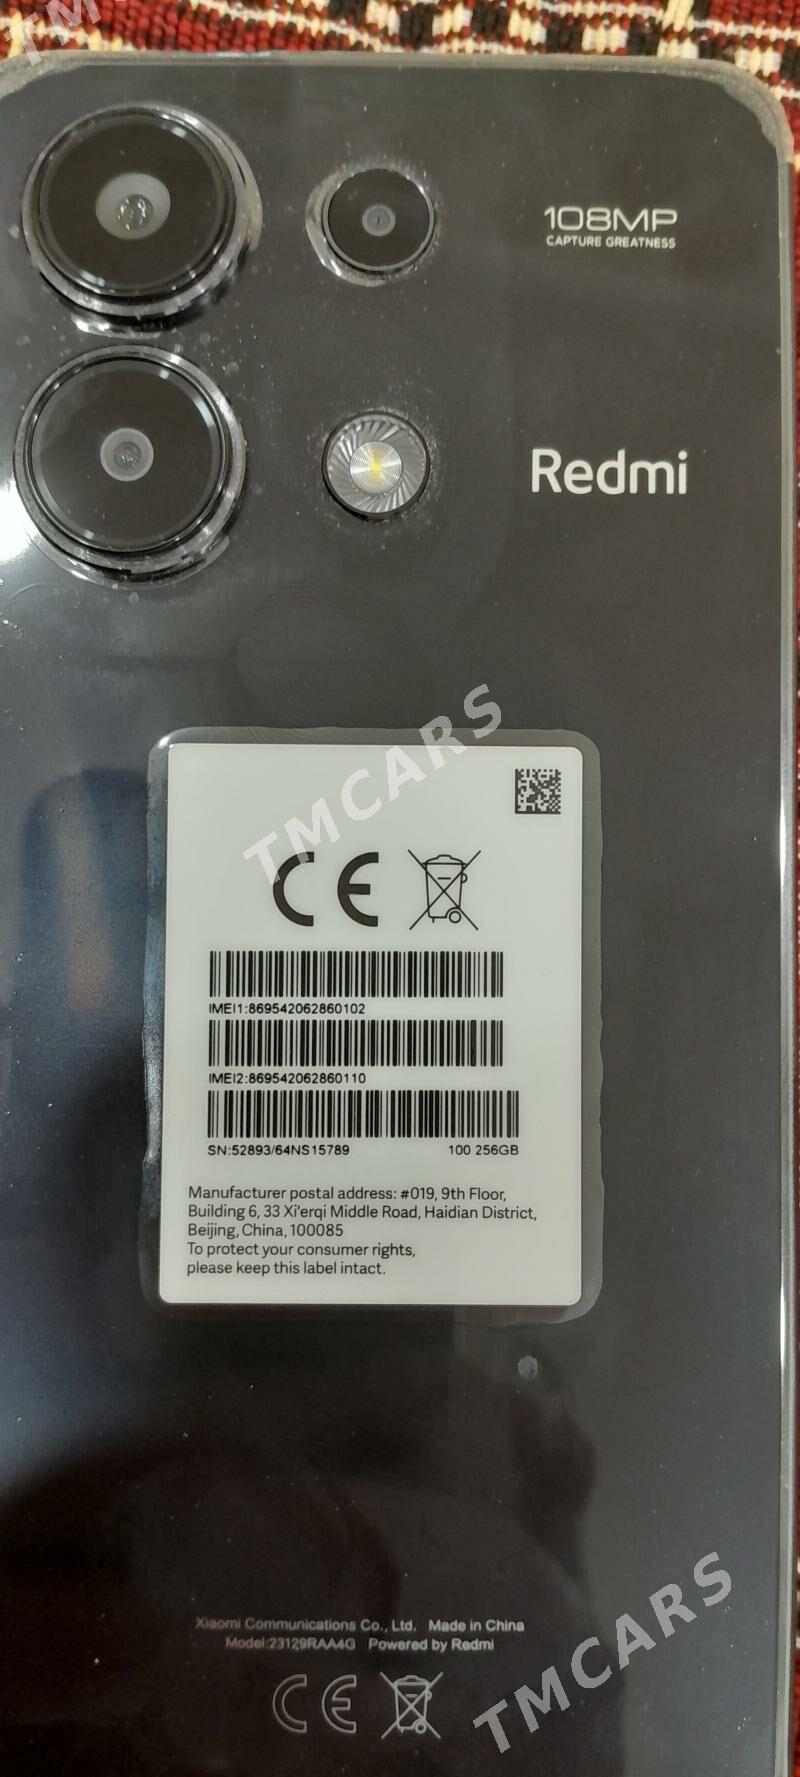 TMCARS
108MP
CAPTURE GREATNESS
Redmi
TMCARS
CE
IMEI1:869542062860102
IMEI2:869542062860110
SN:52893/64NS15789 100 256GB
Manufacturer postal address: #019, 9th Floor,
Building 6, 33 Xi'erqi Middle Road, Haidian District,
Beijing, China, 100085
To protect your consumer rights,
please keep this label intact.
Xiaomi Communications Co., Ltd. Made in China
Model:23129RAA4G Powered by Redmi
CE
TMCARS